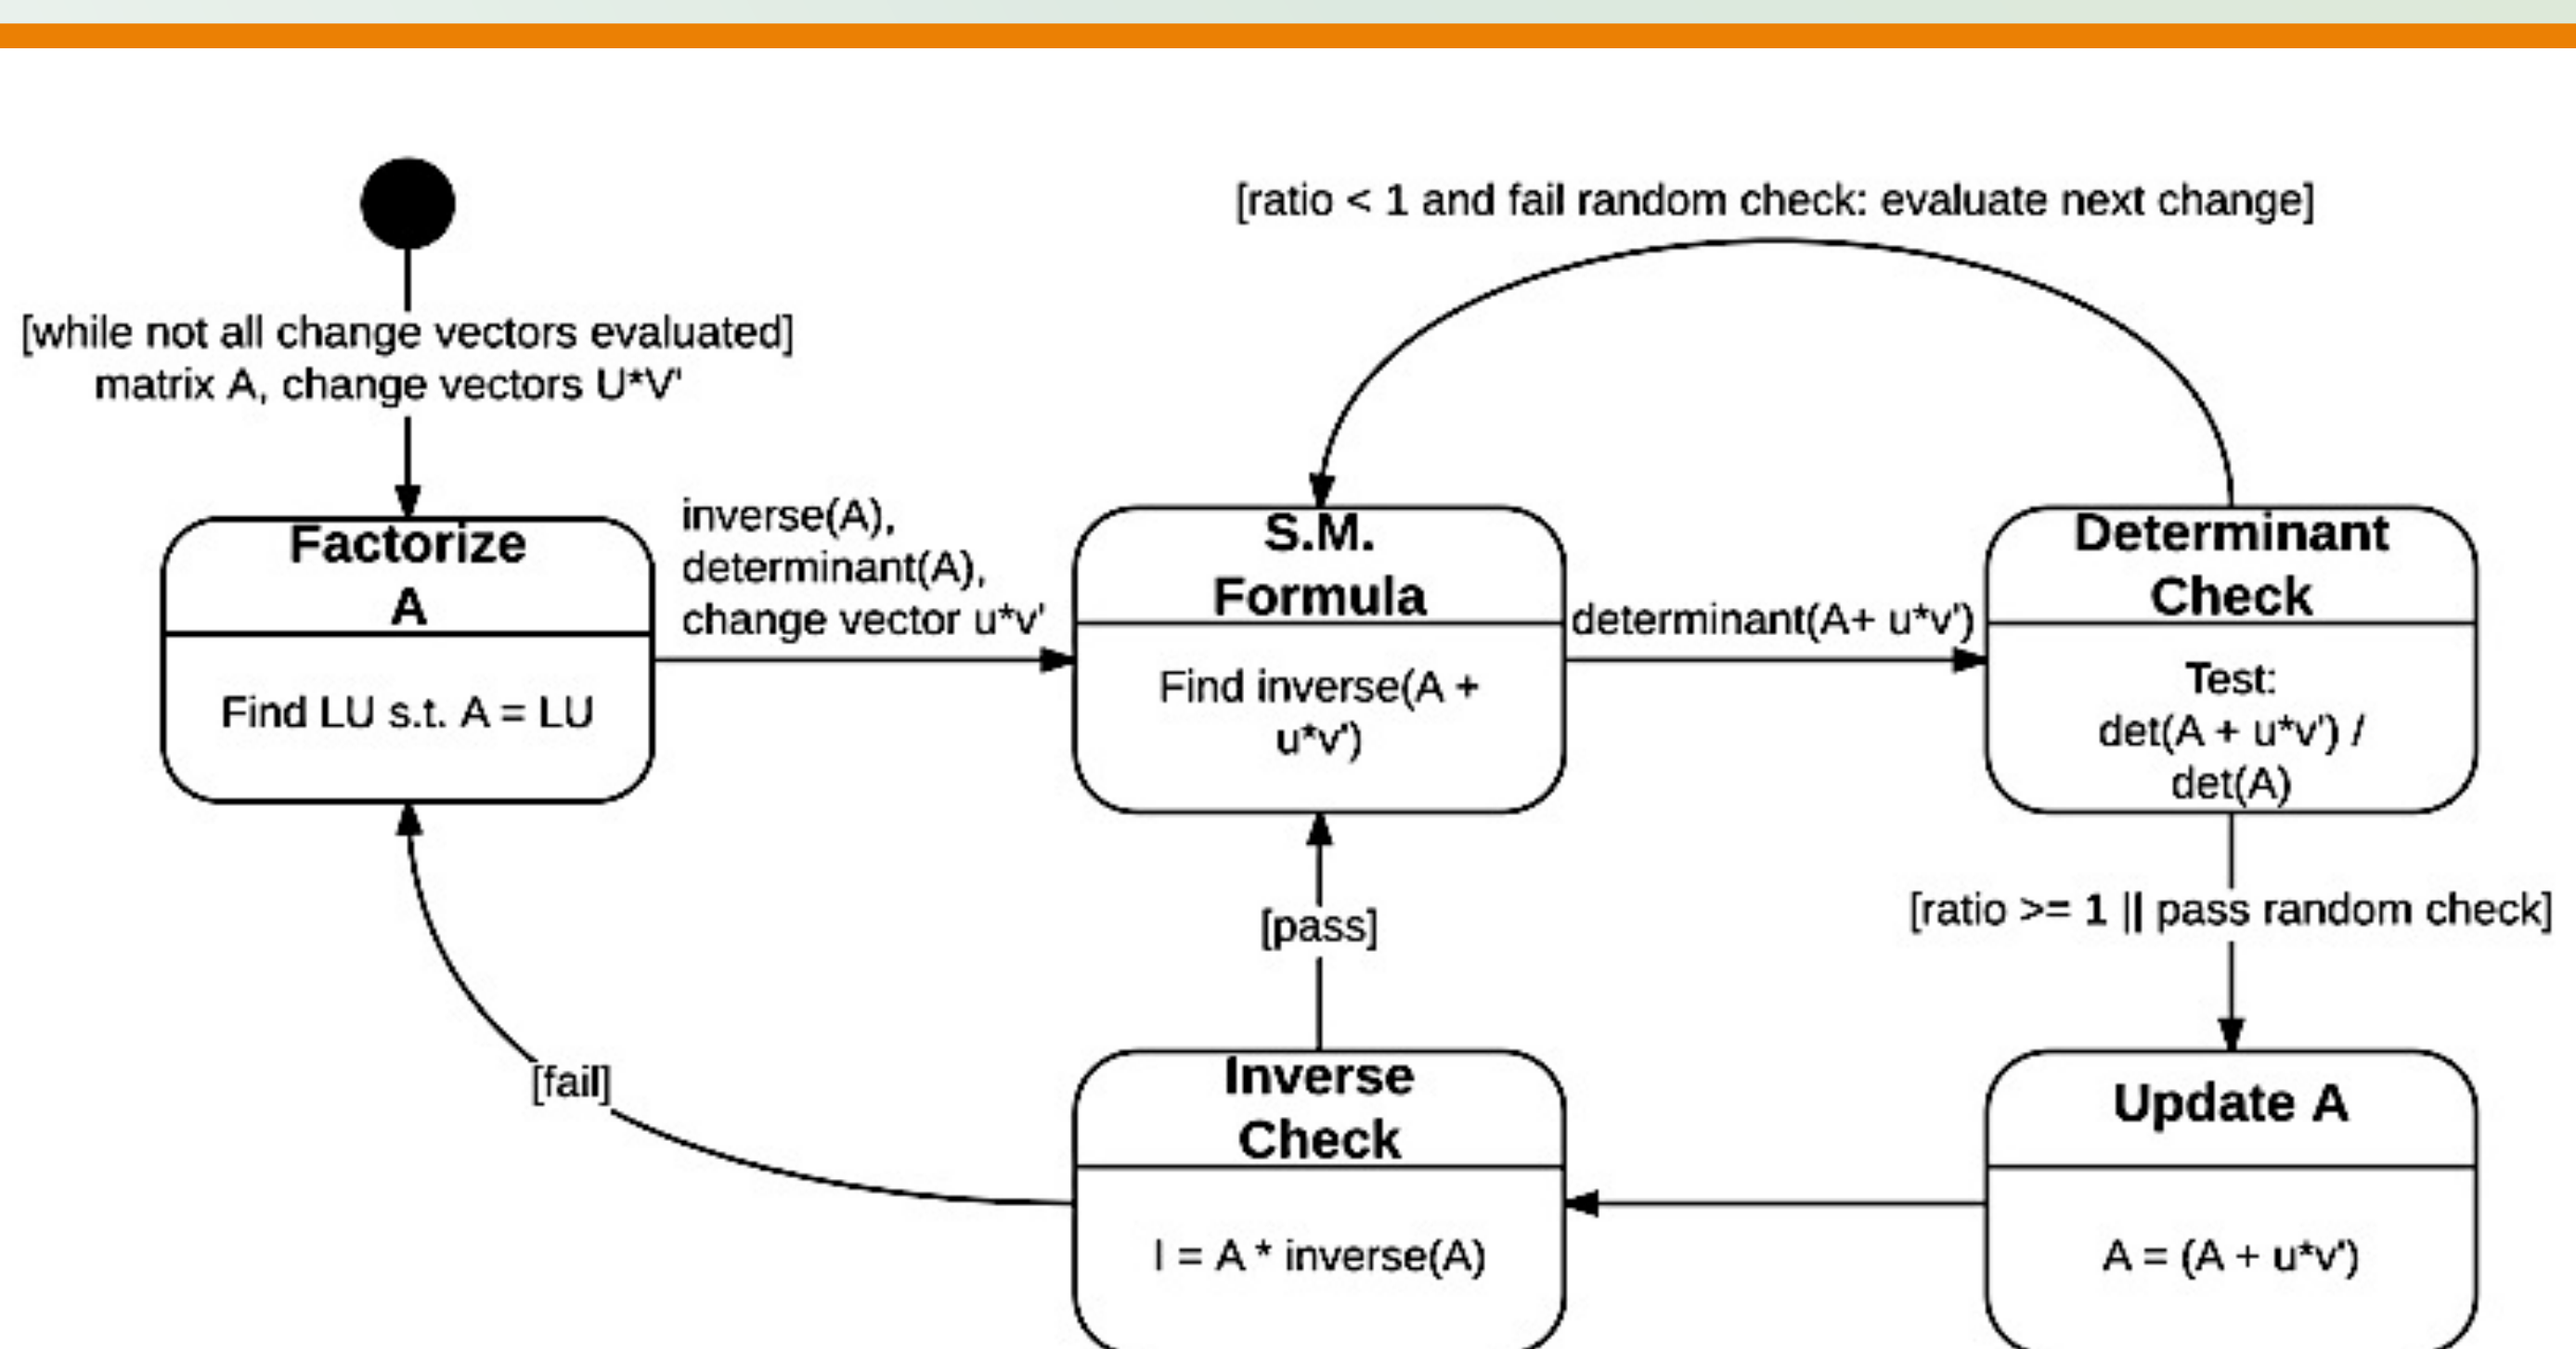 [ratio < 1 and fail random check: evaluate next change]
[while not all change vectors evaluated]
matrix A, change vectors U*V'
Factorize
A
Find LU s.t. A = LU
inverse(A),
determinant(A),
change vector u*v'
S.M.
Formula
Find inverse(A +
u*v')
determinant(A+ u*v')
Determinant
Check
Test:
det(A + u*v') /
det(A)
[ratio >= 1 || pass random check]
[pass]
[fail]
Inverse
Check
I = A * inverse(A)
Update A
A = (A + u*v')